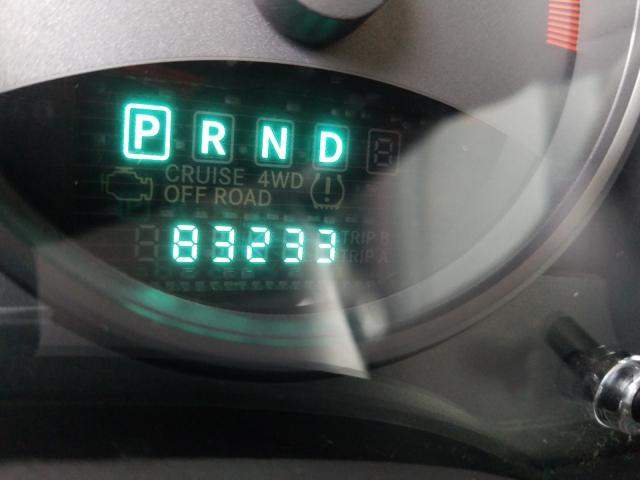 P R N D
CRUISE 4WD
OFF ROAD
TRIP B
83233 TRIP A